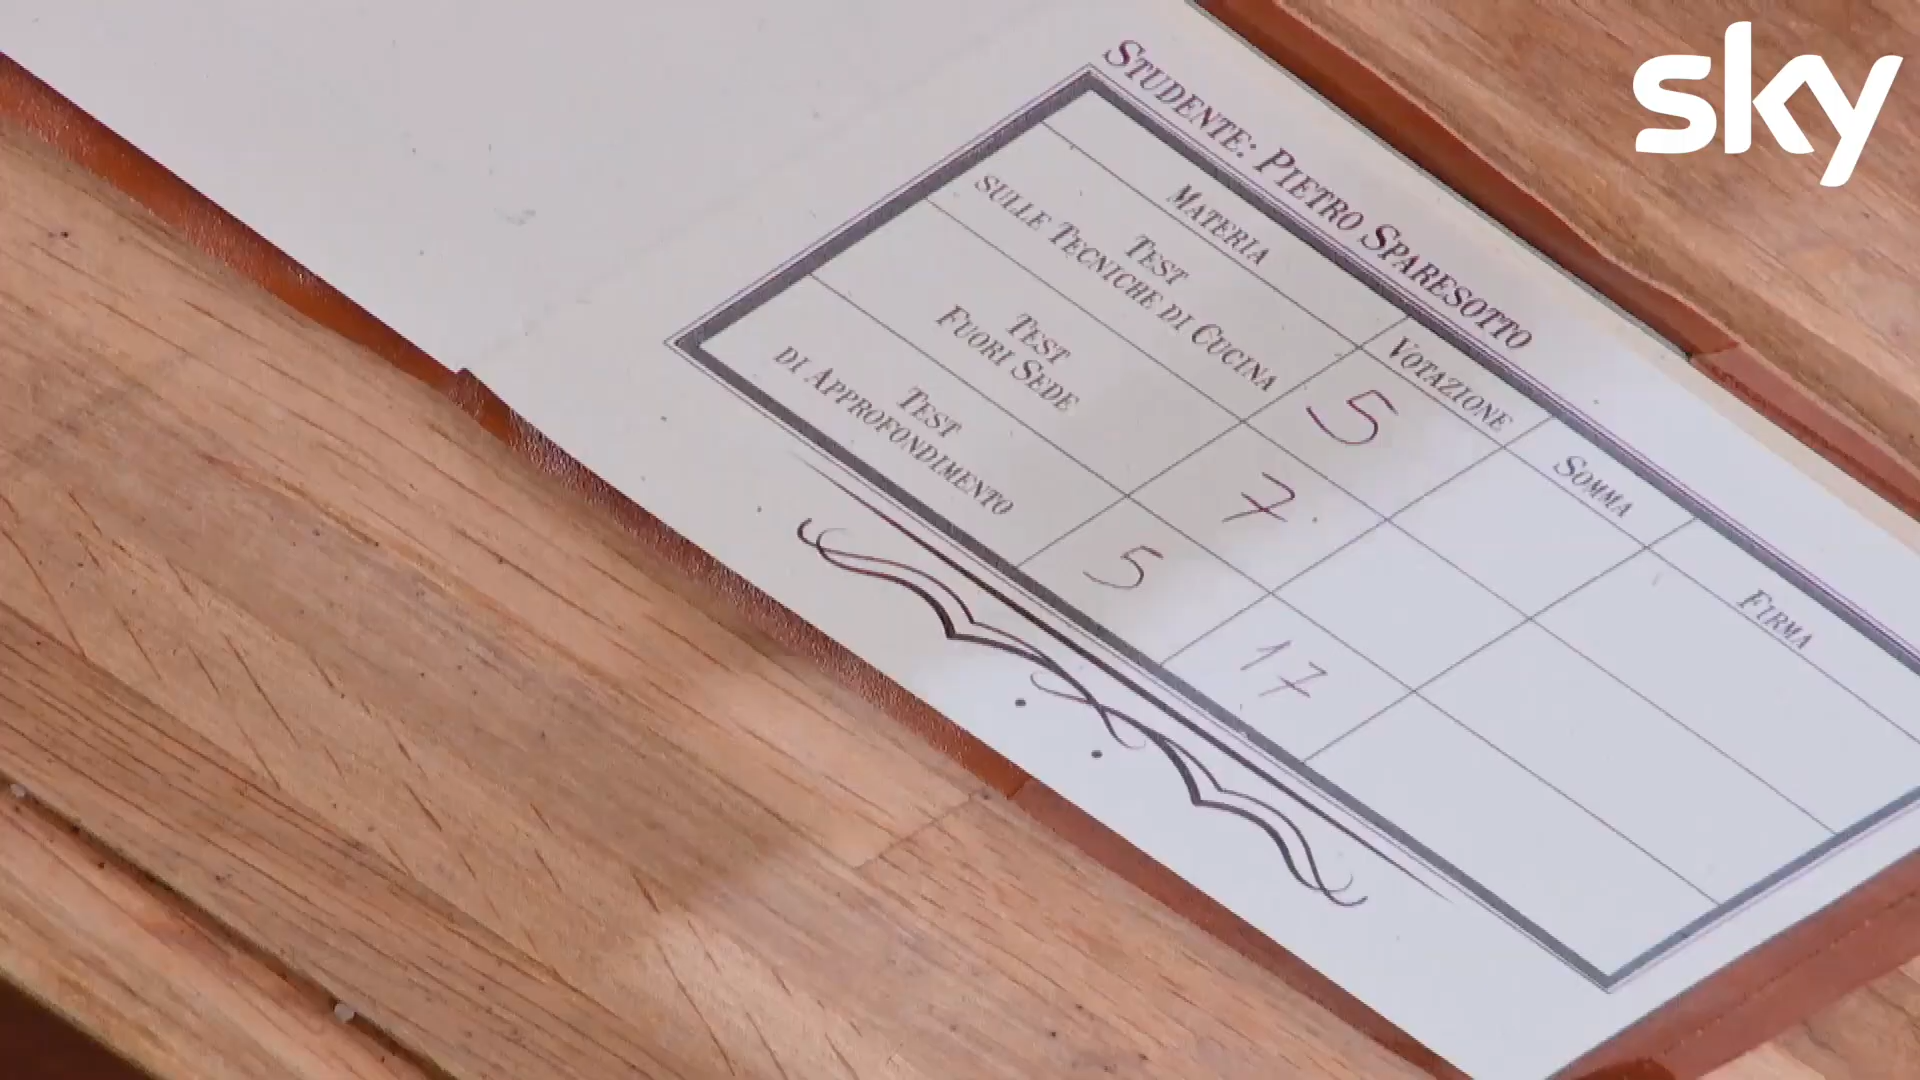 sky
STUDENTE: PIETRO SPARESOTTO
MATERIA VOTAZIONE SOMMA FIRMA
TEST
SULLE TECNICHE DI CUCINA 5
TEST
FUORI SEDE 7
TEST
DI APPROFONDIMENTO 5 17